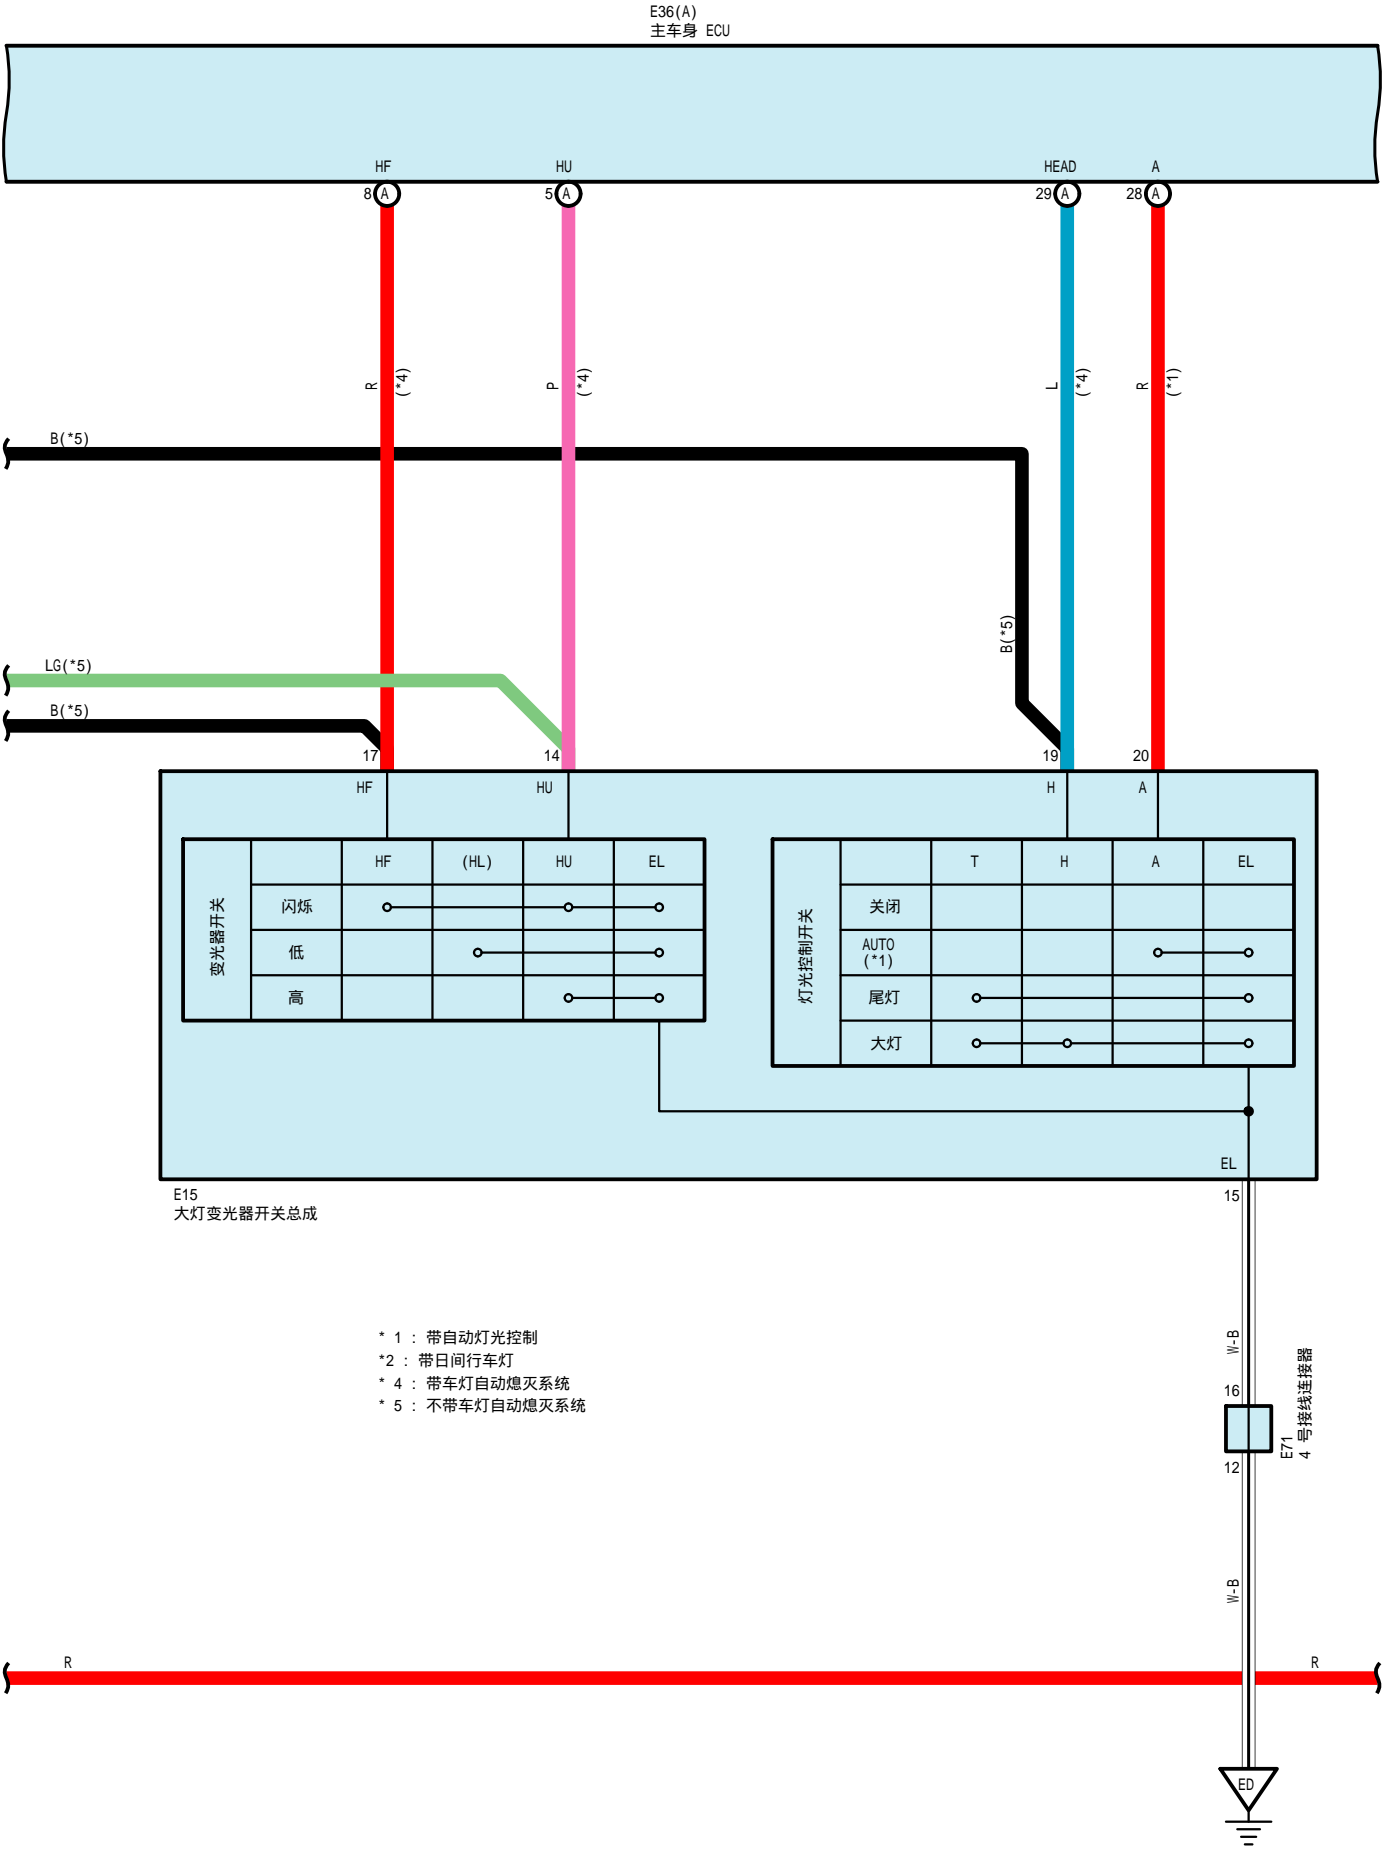 E36(A)
主车身 ECU
HF
HU
HEAD
A
8
A
5
A
29
A
28
A
R
(*4)
P
(*4)
L
(*4)
R
(*1)
B(*5)
B(*5)
LG(*5)
B(*5)
17
14
19
20
HF
HU
H
A
变光器开关
HF
(HL)
HU
EL
闪烁
低
高
灯光控制开关
T
H
A
EL
关闭
AUTO
(*1)
尾灯
大灯
EL
E15
大灯变光器开关总成
15
* 1 : 带自动灯光控制
*2 : 带日间行车灯
* 4 : 带车灯自动熄灭系统
* 5 : 不带车灯自动熄灭系统
W-B
16
E71
4 号接线连接器
12
W-B
R
R
ED